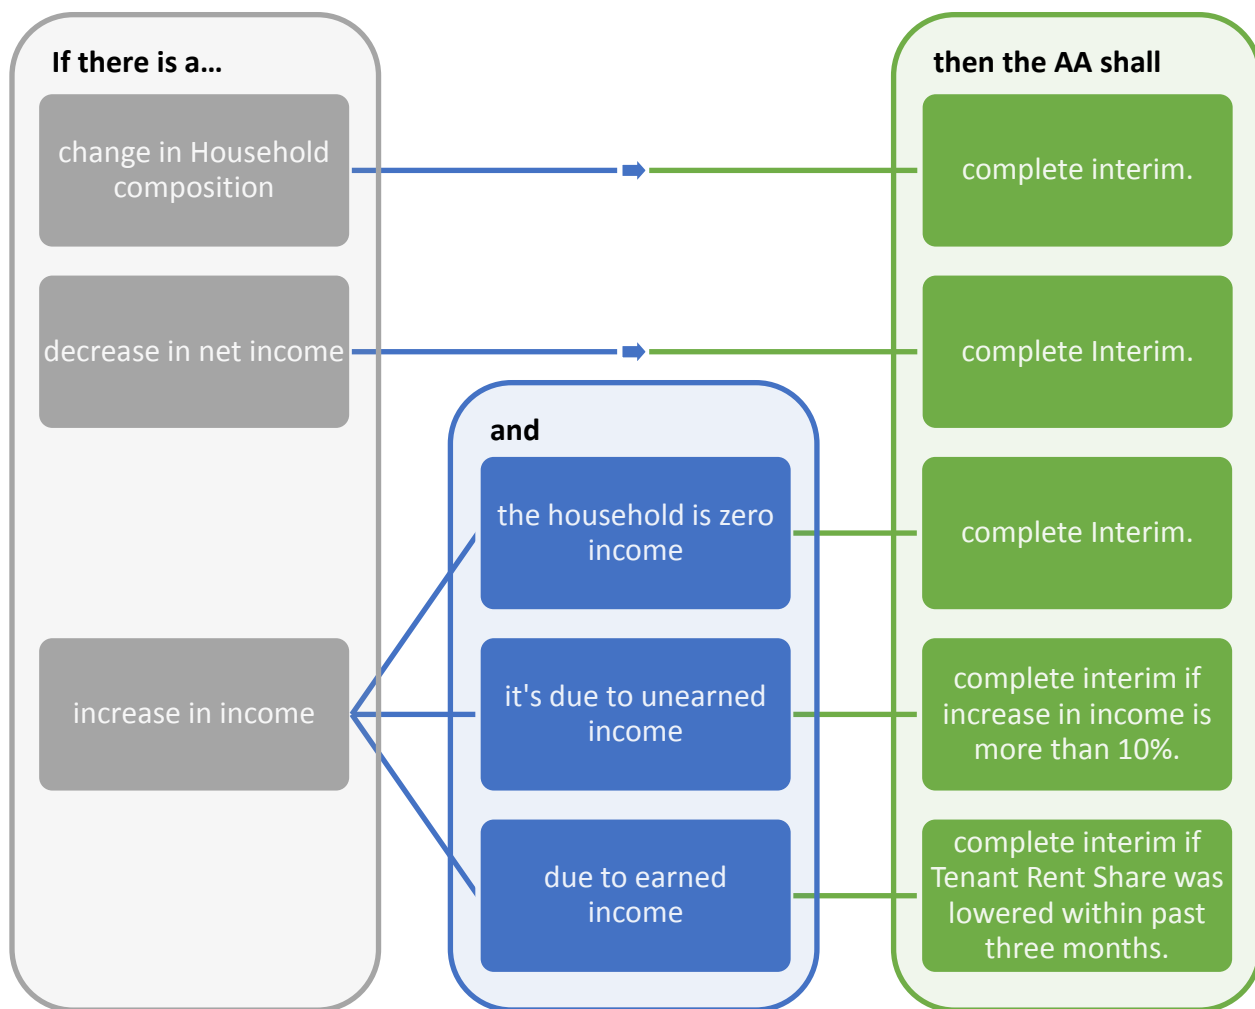 If there is a...
change in Household
composition
decrease in net income
increase in income
and
the household is zero
income
it's due to unearned
income
due to earned
income
then the AA shall
complete interim.
complete Interim.
complete Interim.
complete interim if
increase in income is
more than 10%.
complete interim if
Tenant Rent Share was
lowered within past
three months.